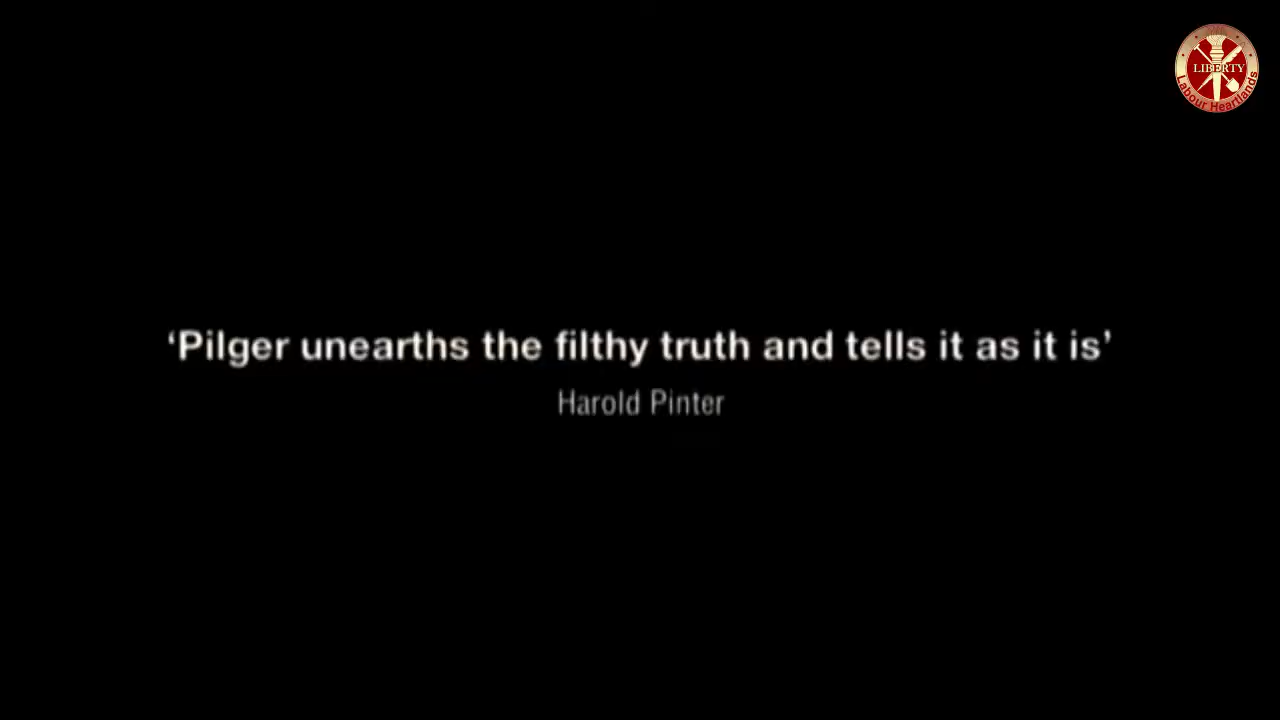 LIBERTY
Labour Heartlands
‘Pilger unearths the filthy truth and tells it as it is’
Harold Pinter